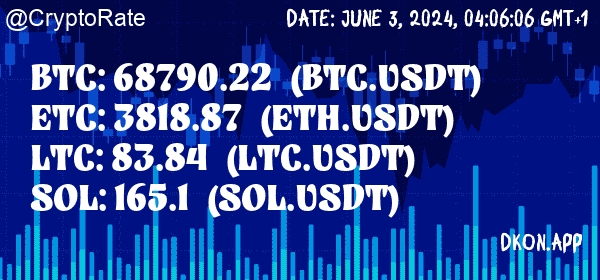 @CryptoRate
DATE: JUNE 3, 2024, 04:06:06 GMT+1
BTC: 68790.22 (BTC.USDT)
ETC: 3818.87 (ETH.USDT)
LTC: 83.84 (LTC.USDT)
SOL: 165.1 (SOL.USDT)
DKON.APP